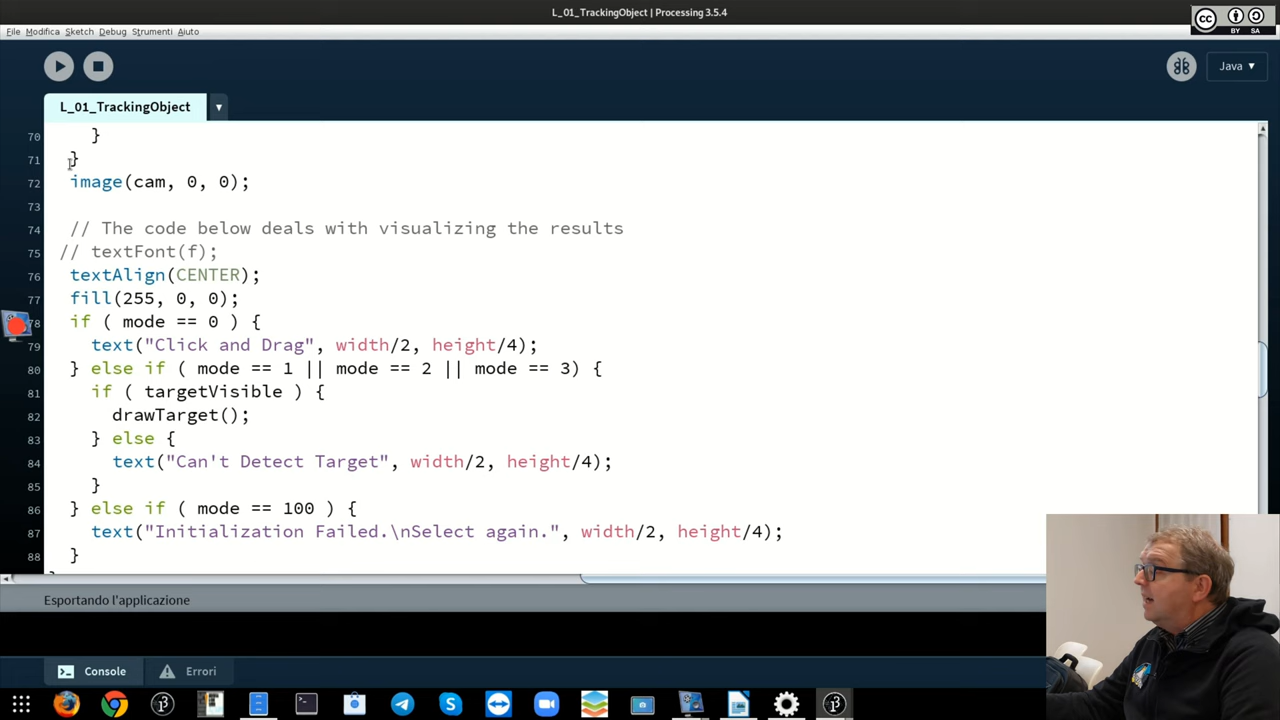 L_01_TrackingObject | Processing 3.5.4
cc BY SA
File Modifica Sketch Debug Strumenti Aiuto
Java ▾
L_01_TrackingObject ▾
70 }
71 }
72 image(cam, 0, 0);
73
74 // The code below deals with visualizing the results
75 // textFont(f);
76 textAlign(CENTER);
77 fill(255, 0, 0);
78 if ( mode == 0 ) {
79 text("Click and Drag", width/2, height/4);
80 } else if ( mode == 1 || mode == 2 || mode == 3) {
81 if ( targetVisible ) {
82 drawTarget();
83 } else {
84 text("Can't Detect Target", width/2, height/4);
85 }
86 } else if ( mode == 100 ) {
87 text("Initialization Failed.\nSelect again.", width/2, height/4);
88 }
Esportando l'applicazione
Console Errori